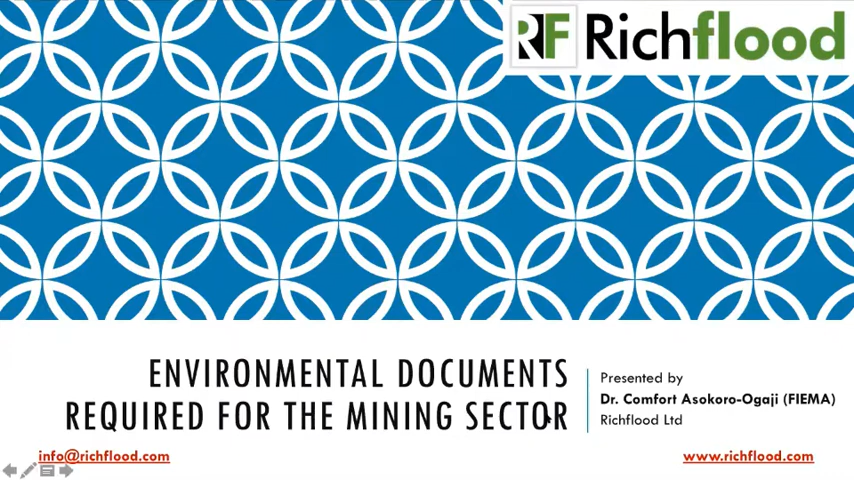 RF Richflood
ENVIRONMENTAL DOCUMENTS
REQUIRED FOR THE MINING SECTOR
Presented by
Dr. Comfort Asokoro-Ogaji (FIEMA)
Richflood Ltd
info@richflood.com
www.richflood.com